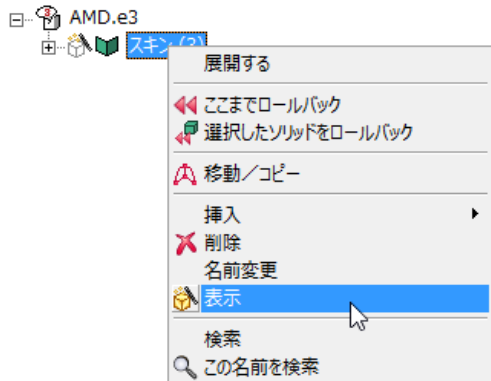 AMD.e3
スキン (3)
展開する
ここまでロールバック
選択したソリッドをロールバック
移動／コピー
挿入
削除
名前変更
表示
検索
この名前を検索